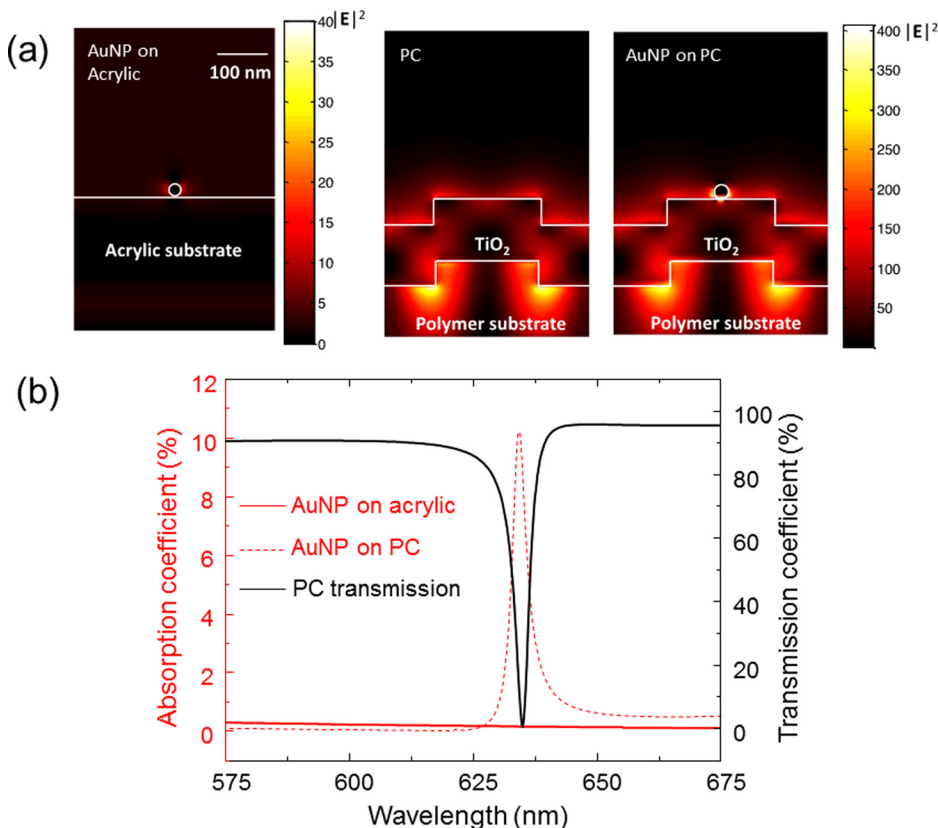 (a)
AuNP on
Acrylic
100 nm
Acrylic substrate
40
35
30
25
20
15
10
5
0
|E|²
PC
TiO₂
Polymer substrate
AuNP on PC
TiO₂
Polymer substrate
400
350
300
250
200
150
100
50
|E|²
(b)
Absorption coefficient (%)
12
10
8
6
4
2
0
AuNP on acrylic
AuNP on PC
PC transmission
100
80
60
40
20
0
Transmission coefficient (%)
575
600
625
650
675
Wavelength (nm)